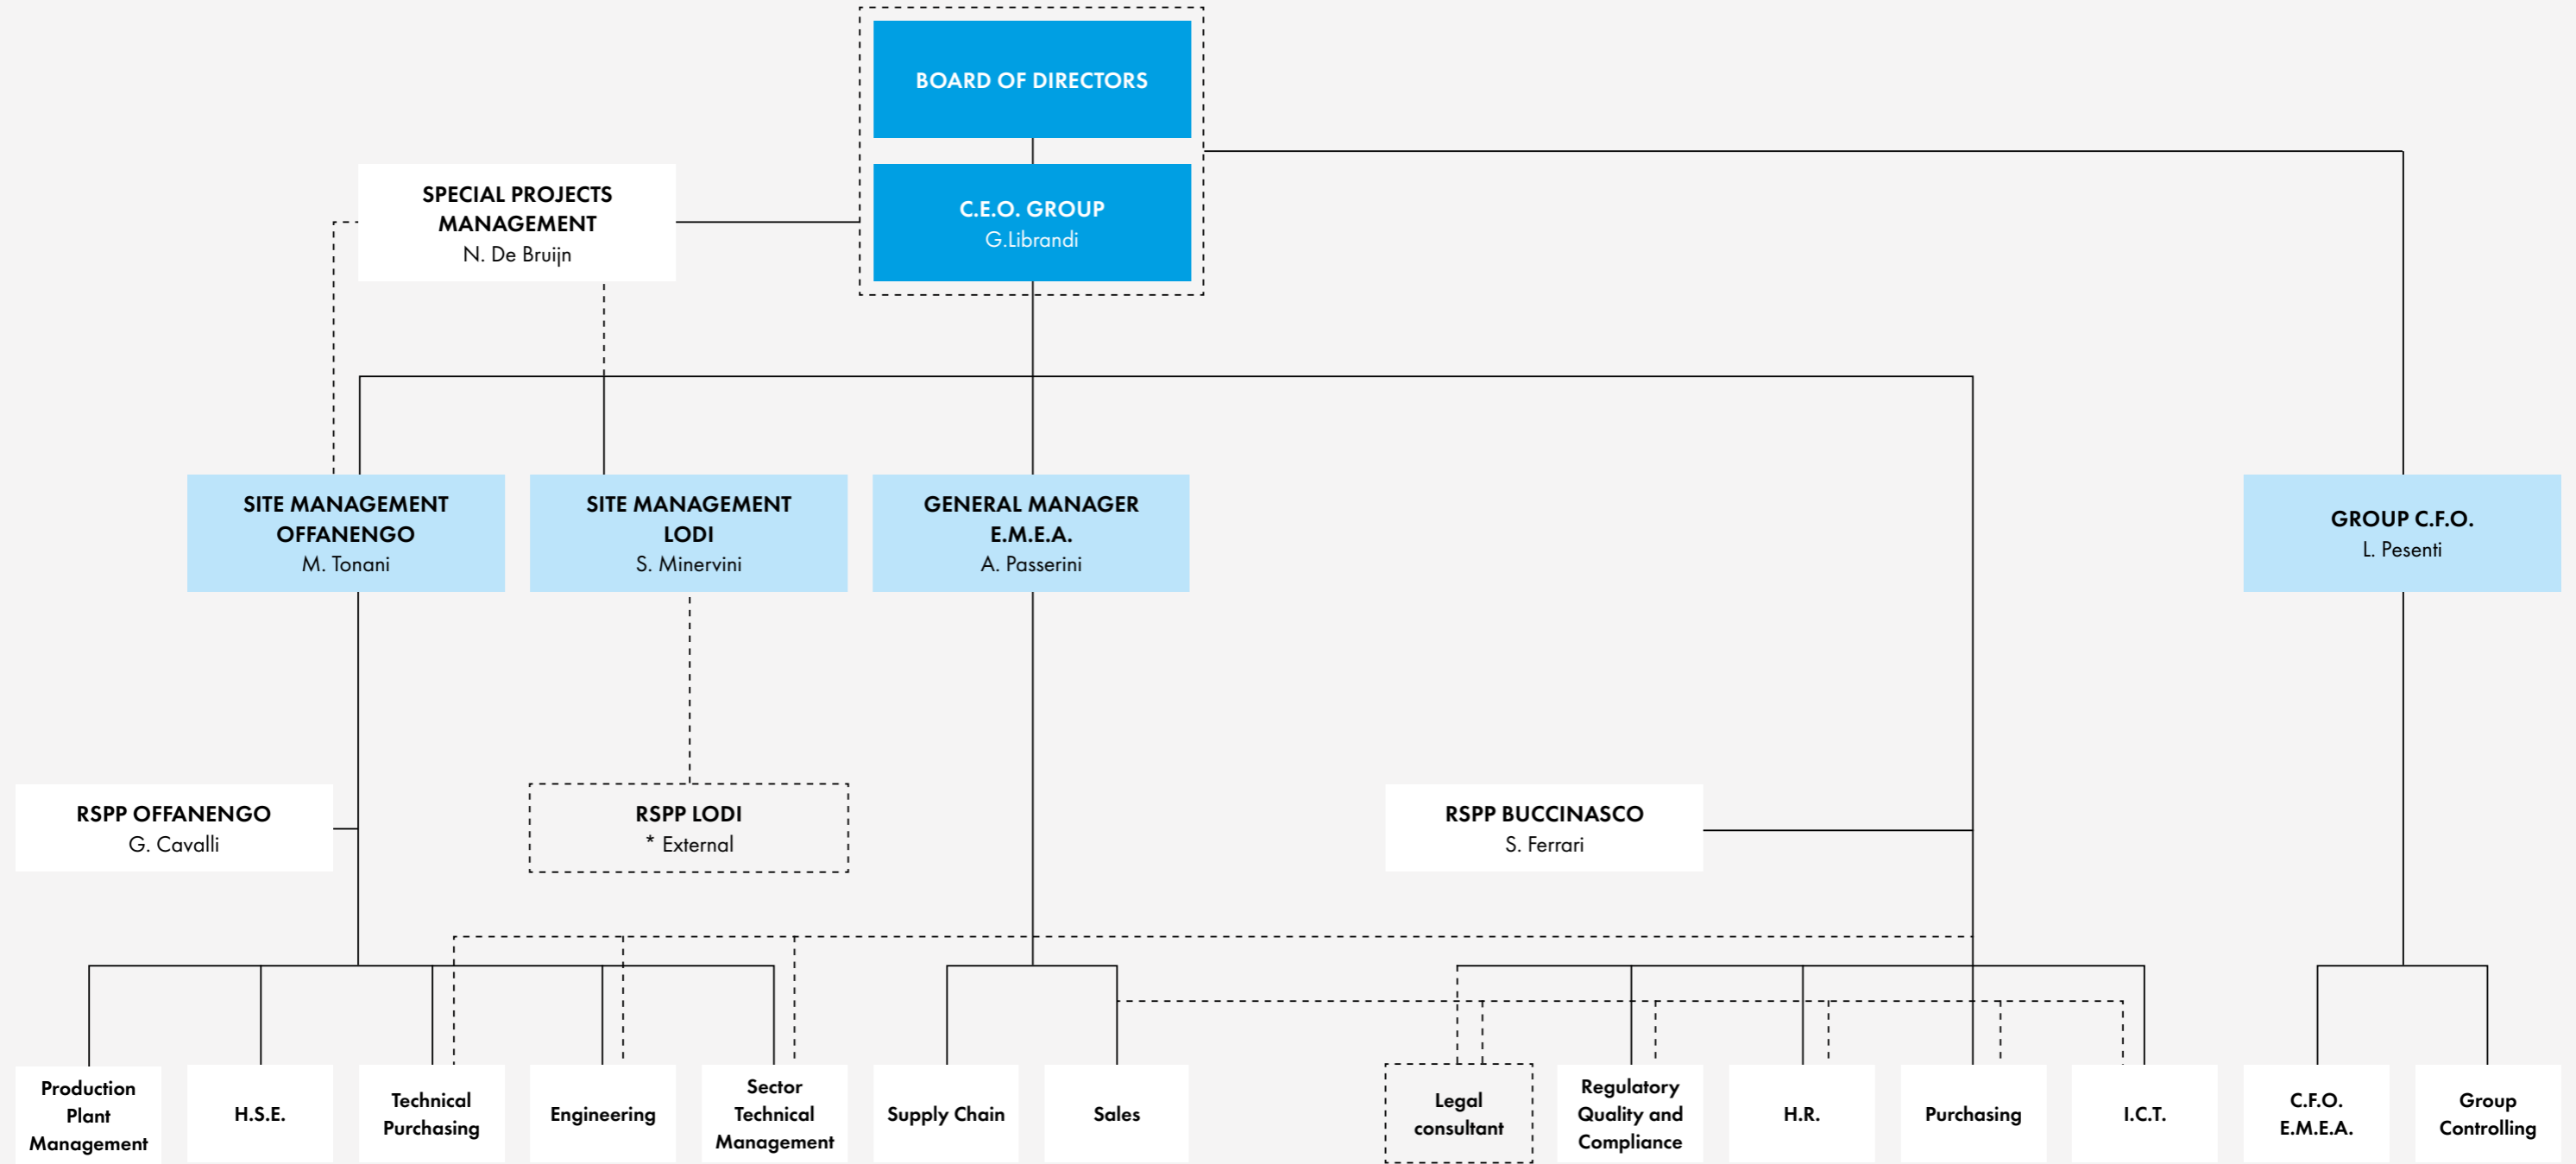 BOARD OF DIRECTORS
SPECIAL PROJECTS
MANAGEMENT
N. De Bruijn
C.E.O. GROUP
G.Librandi
SITE MANAGEMENT
OFFANENGO
M. Tonani
SITE MANAGEMENT
LODI
S. Minervini
GENERAL MANAGER
E.M.E.A.
A. Passerini
GROUP C.F.O.
L. Pesenti
RSPP OFFANENGO
G. Cavalli
RSPP LODI
* External
RSPP BUCCINASCO
S. Ferrari
Production
Plant
Management
H.S.E.
Technical
Purchasing
Engineering
Sector
Technical
Management
Supply Chain
Sales
Legal
consultant
Regulatory
Quality and
Compliance
H.R.
Purchasing
I.C.T.
C.F.O.
E.M.E.A.
Group
Controlling